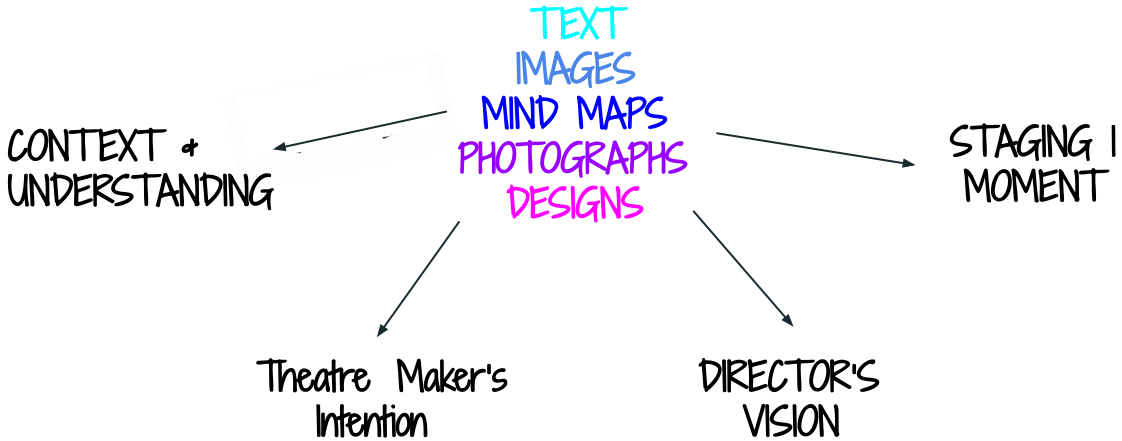 TEXT
IMAGES
MIND MAPS
PHOTOGRAPHS
DESIGNS
CONTEXT &
UNDERSTANDING
STAGING 1
MOMENT
Theatre Maker's
Intention
DIRECTOR'S
VISION